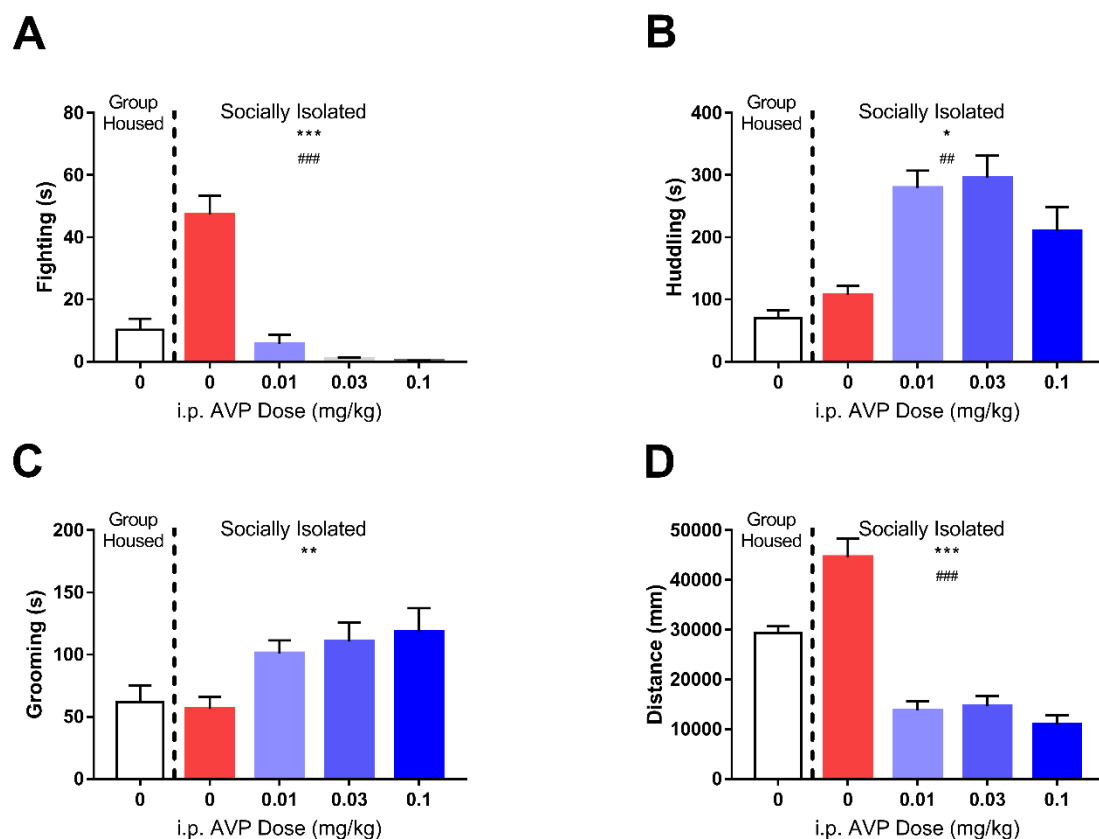 A
Group
Housed
Socially Isolated
***
###
Fighting (s)
80
60
40
20
0
0 0 0.01 0.03 0.1
i.p. AVP Dose (mg/kg)
B
Group
Housed
Socially Isolated
*
##
Huddling (s)
400
300
200
100
0
0 0 0.01 0.03 0.1
i.p. AVP Dose (mg/kg)
C
Group
Housed
Socially Isolated
**
Grooming (s)
200
150
100
50
0
0 0 0.01 0.03 0.1
i.p. AVP Dose (mg/kg)
D
Group
Housed
Socially Isolated
***
###
Distance (mm)
50000
40000
30000
20000
10000
0
0 0 0.01 0.03 0.1
i.p. AVP Dose (mg/kg)